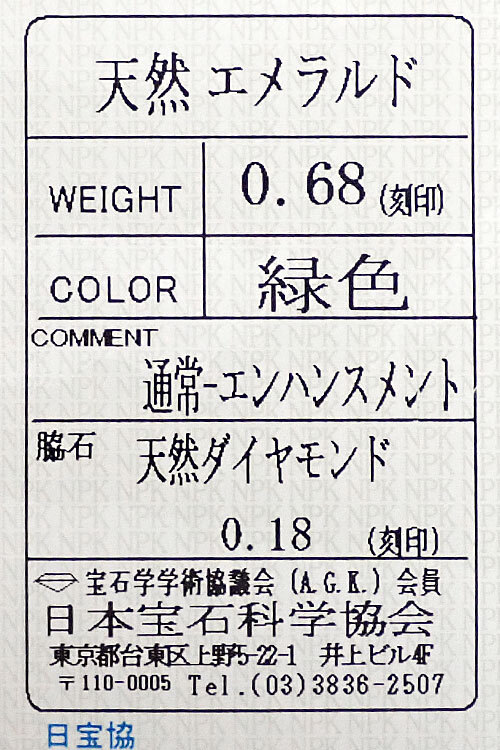 天然 エメラルド
WEIGHT 0.68 (刻印)
COLOR 緑色
COMMENT
通常-エンハンスメント
脇石 天然ダイヤモンド
0.18 (刻印)
宝石学学術協議会 (A.G.K.) 会員
日本宝石科学協会
東京都台東区上野5-22-1 井上ビル4F
〒110-0005 Tel.(03)3836-2507
日宝協